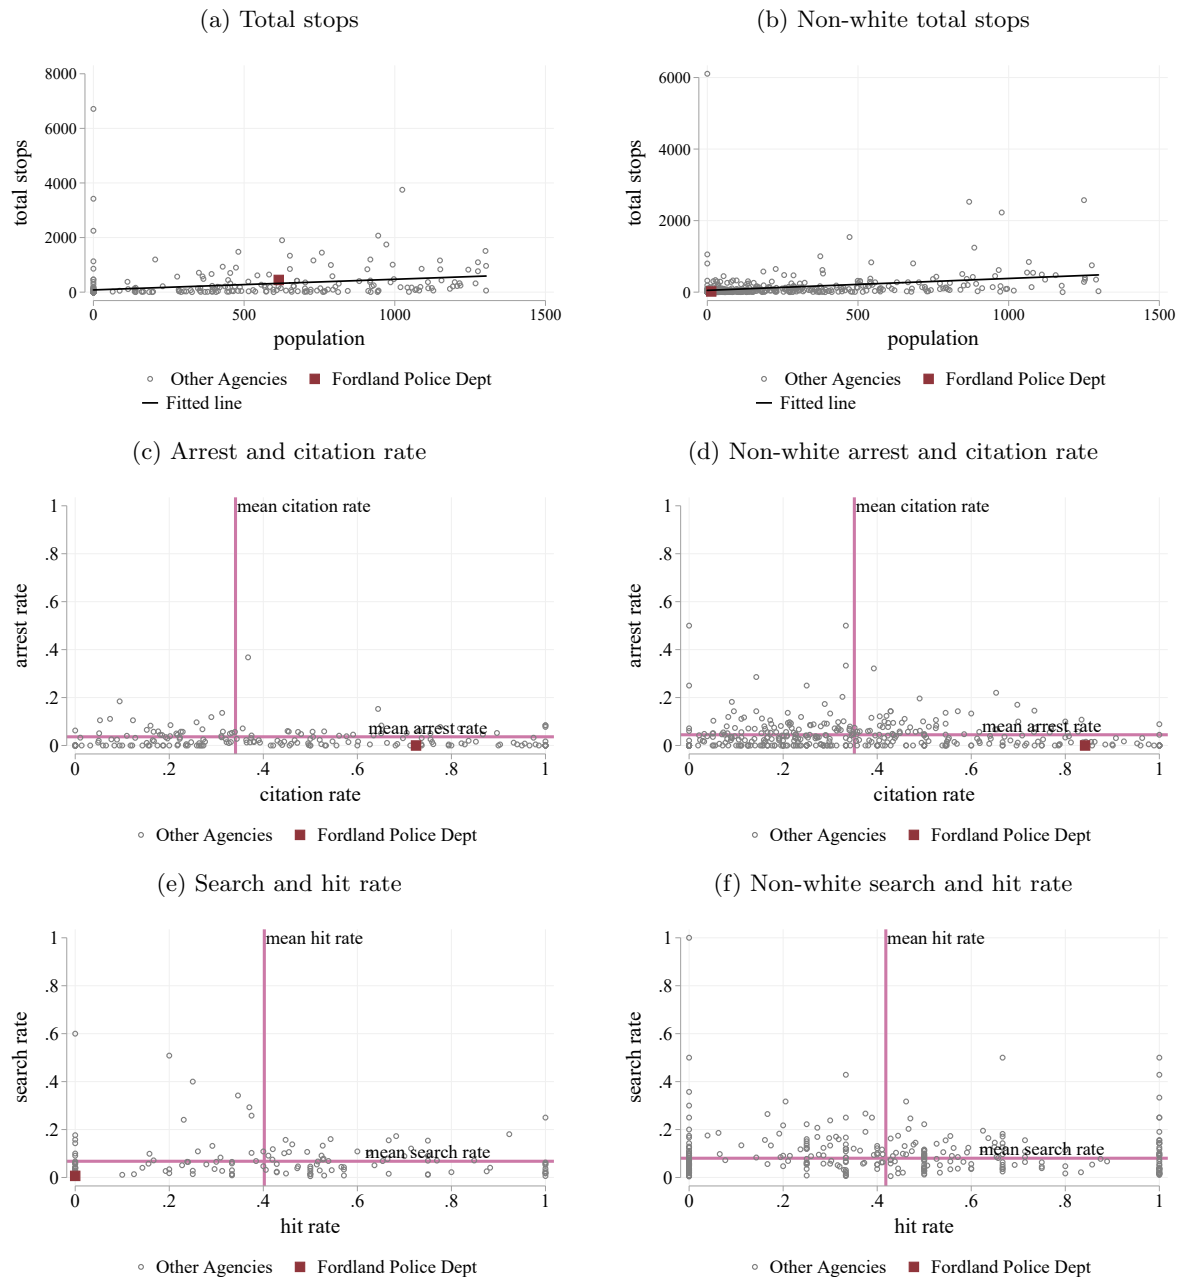 (a) Total stops
total stops
8000
6000
4000
2000
0
0 500 1000 1500
population
Other Agencies Fordland Police Dept
Fitted line
(b) Non-white total stops
total stops
6000
4000
2000
0
0 500 1000 1500
population
Other Agencies Fordland Police Dept
Fitted line
(c) Arrest and citation rate
arrest rate
1
.8
.6
.4
.2
0
mean citation rate
mean arrest rate
0 .2 .4 .6 .8 1
citation rate
Other Agencies Fordland Police Dept
(d) Non-white arrest and citation rate
arrest rate
1
.8
.6
.4
.2
0
mean citation rate
mean arrest rate
0 .2 .4 .6 .8 1
citation rate
Other Agencies Fordland Police Dept
(e) Search and hit rate
search rate
1
.8
.6
.4
.2
0
mean hit rate
mean search rate
0 .2 .4 .6 .8 1
hit rate
Other Agencies Fordland Police Dept
(f) Non-white search and hit rate
search rate
1
.8
.6
.4
.2
0
mean hit rate
mean search rate
0 .2 .4 .6 .8 1
hit rate
Other Agencies Fordland Police Dept